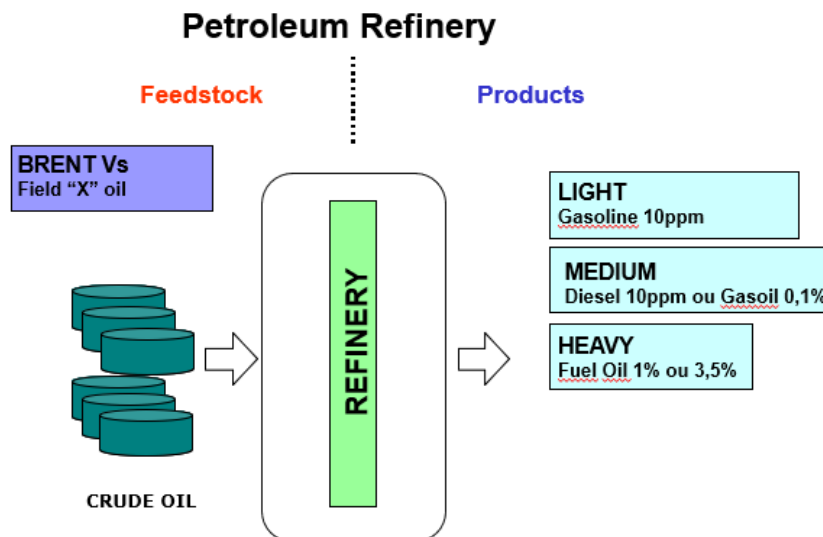 Petroleum Refinery
Feedstock
Products
BRENT Vs
Field “X” oil
CRUDE OIL
REFINERY
LIGHT
Gasoline 10ppm
MEDIUM
Diesel 10ppm ou Gasoil 0,1%
HEAVY
Fuel Oil 1% ou 3,5%